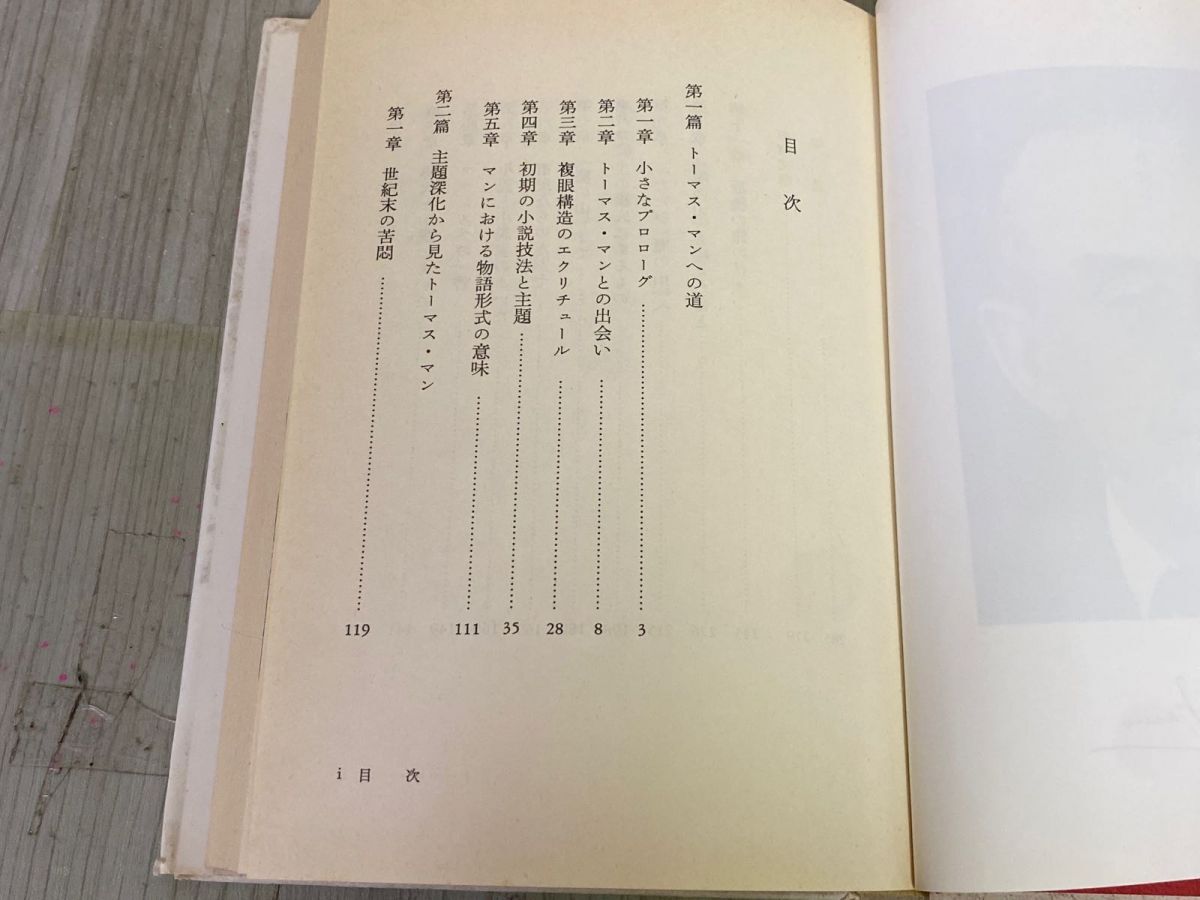 目次
第一篇 トーマス・マンへの道
第一章 小さなプロローグ……3
第二章 トーマス・マンとの出会い……8
第三章 複眼構造のエクリチュール……28
第四章 初期の小説技法と主題……35
第五章 マンにおける物語形式の意味……111
第二篇 主題深化から見たトーマス・マン
第一章 世紀末の苦悶……119
i 目次